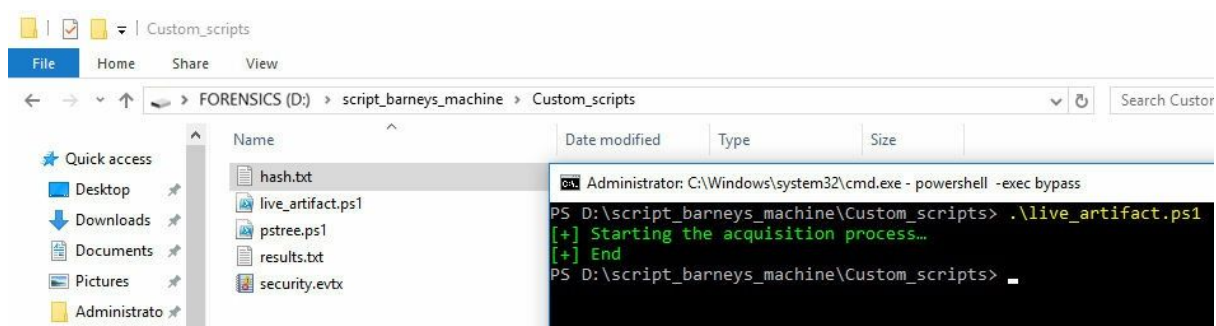 Custom_scripts
File Home Share View
FORENSICS (D:) > script_barneys_machine > Custom_scripts
Search Custor
Name Date modified Type Size
Quick access
Desktop
Downloads
Documents
Pictures
Administrato
hash.txt
live_artifact.ps1
pstree.ps1
results.txt
security.evtx
Administrator: C:\Windows\system32\cmd.exe - powershell -exec bypass
PS D:\script_barneys_machine\Custom_scripts> .\live_artifact.ps1
[+] Starting the acquisition process…
[+] End
PS D:\script_barneys_machine\Custom_scripts>